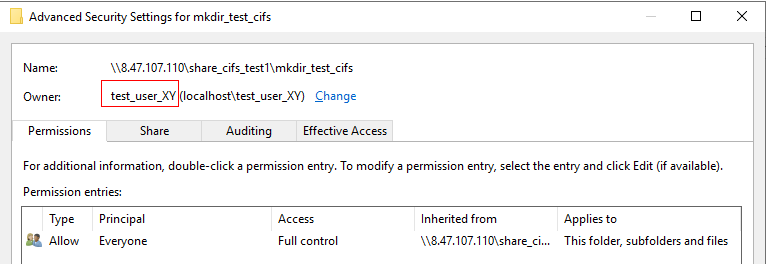 Advanced Security Settings for mkdir_test_cifs
Name: \\8.47.107.110\share_cifs_test1\mkdir_test_cifs
Owner: test_user_XY (localhost\test_user_XY) Change
Permissions Share Auditing Effective Access
For additional information, double-click a permission entry. To modify a permission entry, select the entry and click Edit (if available).
Permission entries:
Type Principal Access Inherited from Applies to
Allow Everyone Full control \\8.47.107.110\share_ci... This folder, subfolders and files